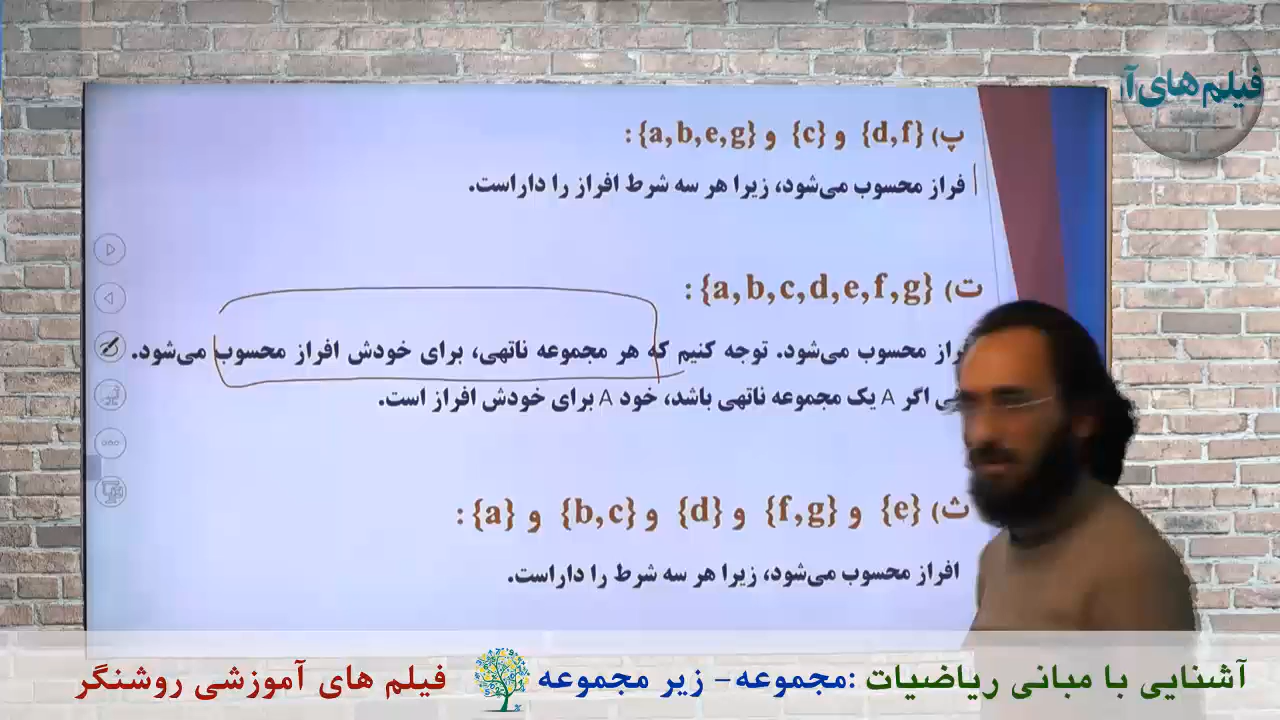 فیلم های آ
پ) {d,f} و {c} و {a,b,e,g} :
فراز محسوب می‌شود، زیرا هر سه شرط افراز را داراست.
ت) {a,b,c,d,e,f,g} :
راز محسوب می‌شود. توجه کنیم که هر مجموعه ناتهی، برای خودش افراز محسوب می‌شود.
اگر A یک مجموعه ناتهی باشد، خود A برای خودش افراز است.
ث) {e} و {f,g} و {d} و {b,c} و {a} :
افراز محسوب می‌شود، زیرا هر سه شرط را داراست.
آشنایی با مبانی ریاضیات :مجموعه- زیر مجموعه فیلم های آموزشی روشنگر